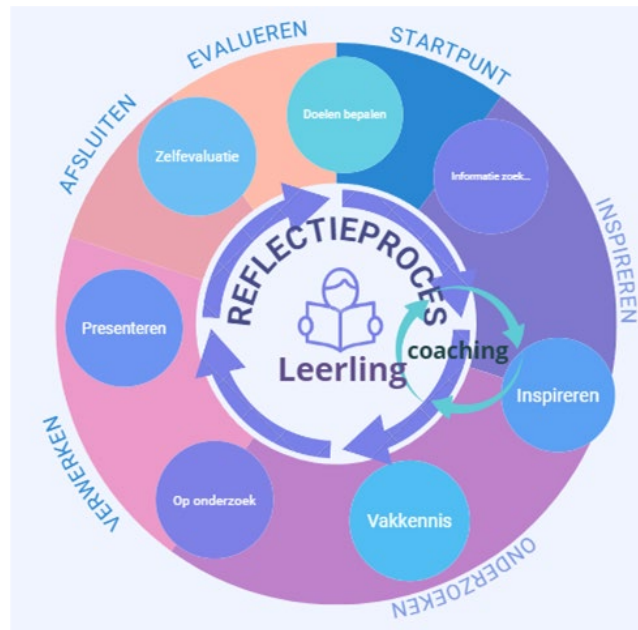 STARTPUNT
INSPIREREN
ONDERZOEKEN
VERWERKEN
AFSLUITEN
EVALUEREN
Doelen bepalen
Informatie zoek...
Inspireren
Vakkennis
Op onderzoek
Presenteren
Zelfevaluatie
REFLECTIEPROCES
Leerling
coaching